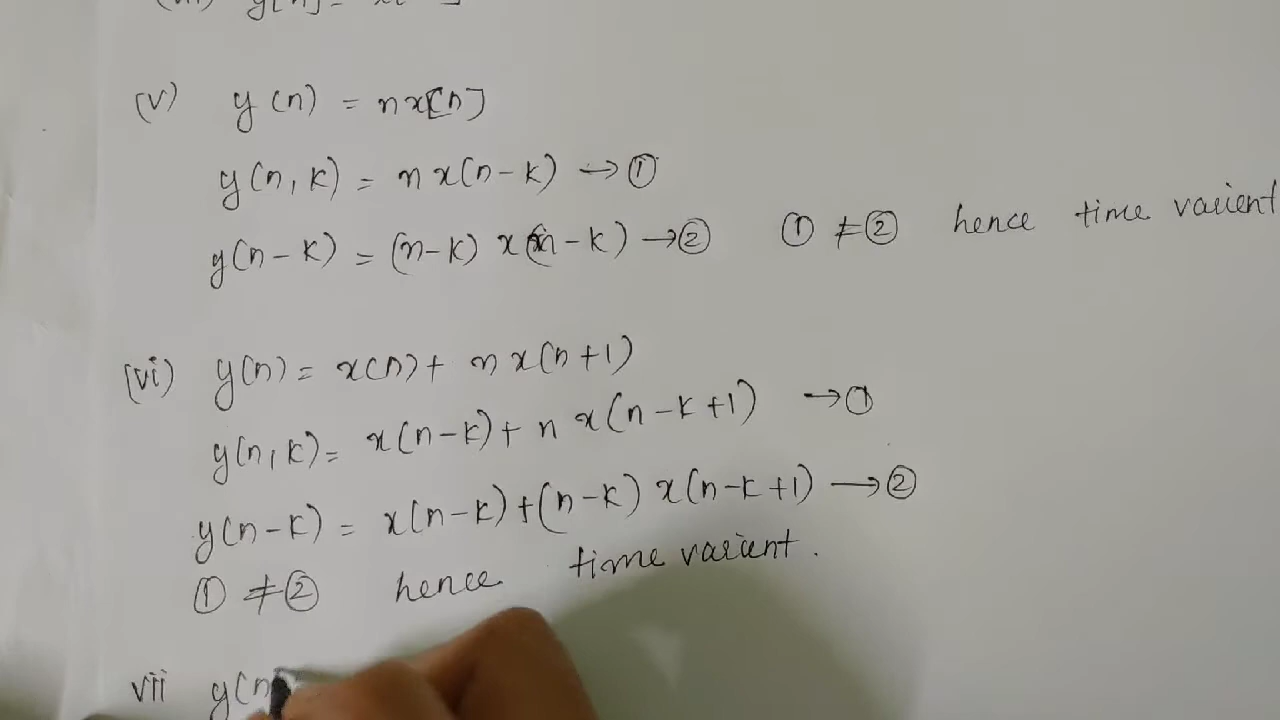 (v) y(n) = nx[n]
y(n,k) = nx(n-k) → ①
y(n-k) = (n-k) x(n-k) → ② ① ≠ ② hence time varient
(vi) y(n) = x(n) + n x(n+1)
y(n,k) = x(n-k) + n x(n-k+1) → ①
y(n-k) = x(n-k) + (n-k) x(n-k+1) → ②
① ≠ ② hence time varient.
vii y(n